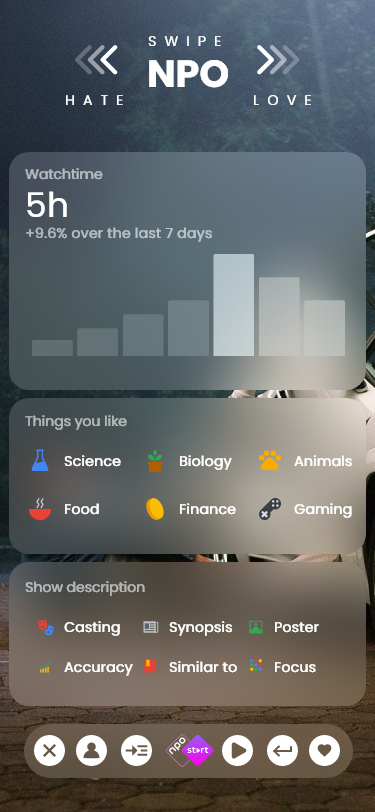 SWIPE
NPO
HATE LOVE
Watchtime
5h
+9.6% over the last 7 days
Things you like
Science Biology Animals
Food Finance Gaming
Show description
Casting Synopsis Poster
Accuracy Similar to Focus
npo start